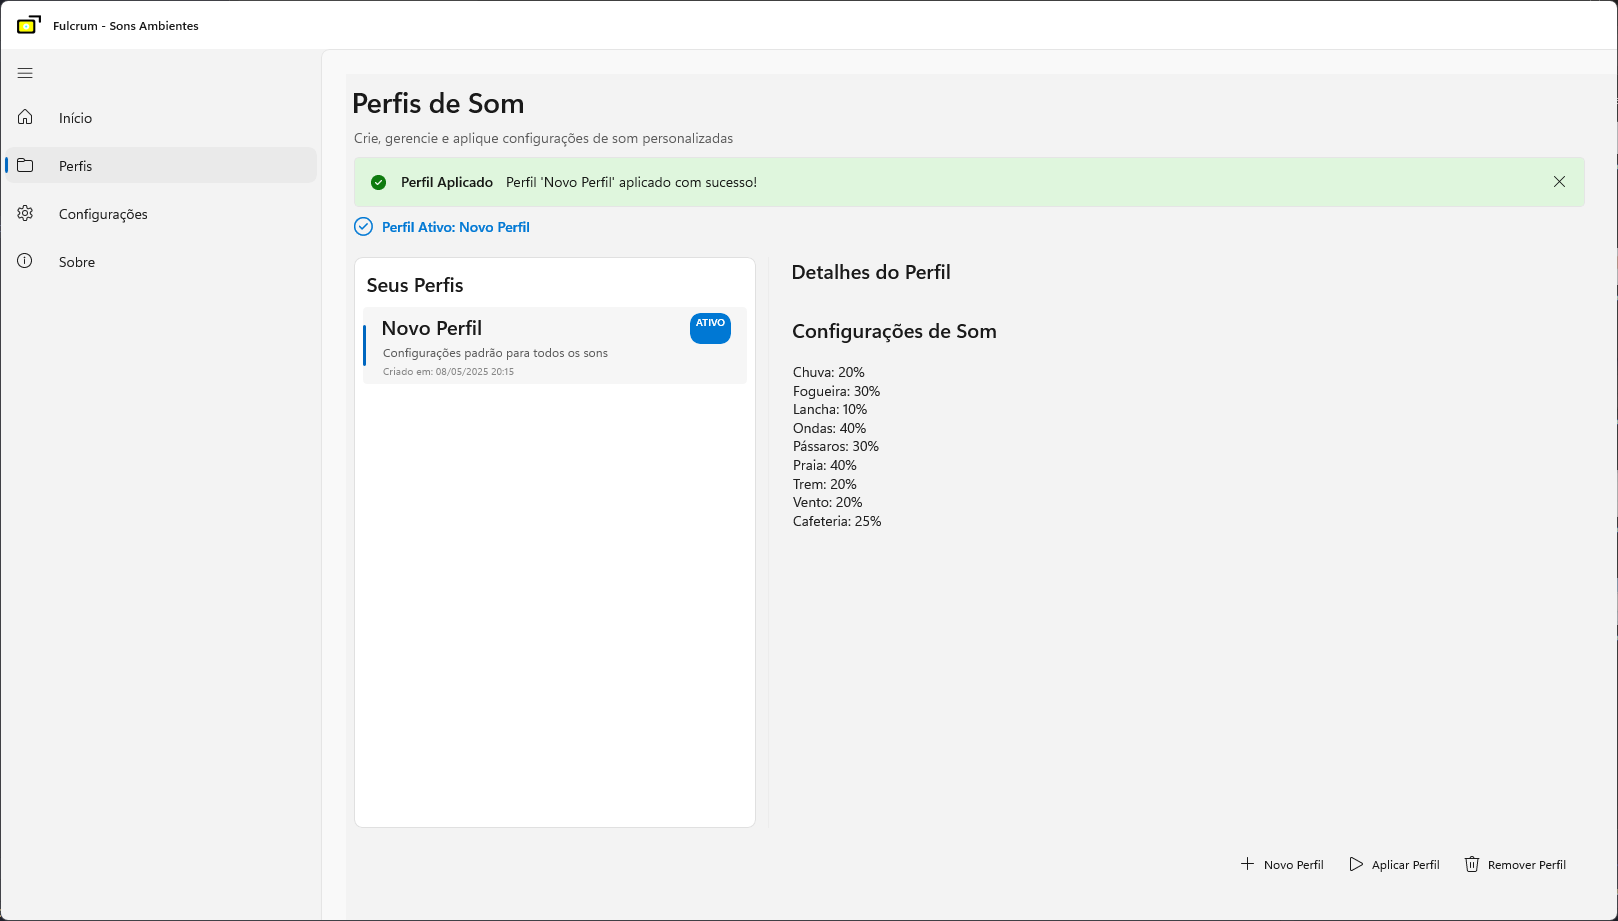 Fulcrum - Sons Ambientes
Início
Perfis
Configurações
Sobre
Perfis de Som
Crie, gerencie e aplique configurações de som personalizadas
Perfil Aplicado Perfil 'Novo Perfil' aplicado com sucesso!
Perfil Ativo: Novo Perfil
Seus Perfis
Novo Perfil
ATIVO
Configurações padrão para todos os sons
Criado em: 08/05/2025 20:15
Detalhes do Perfil
Configurações de Som
Chuva: 20%
Fogueira: 30%
Lancha: 10%
Ondas: 40%
Pássaros: 30%
Praia: 40%
Trem: 20%
Vento: 20%
Cafeteria: 25%
Novo Perfil
Aplicar Perfil
Remover Perfil